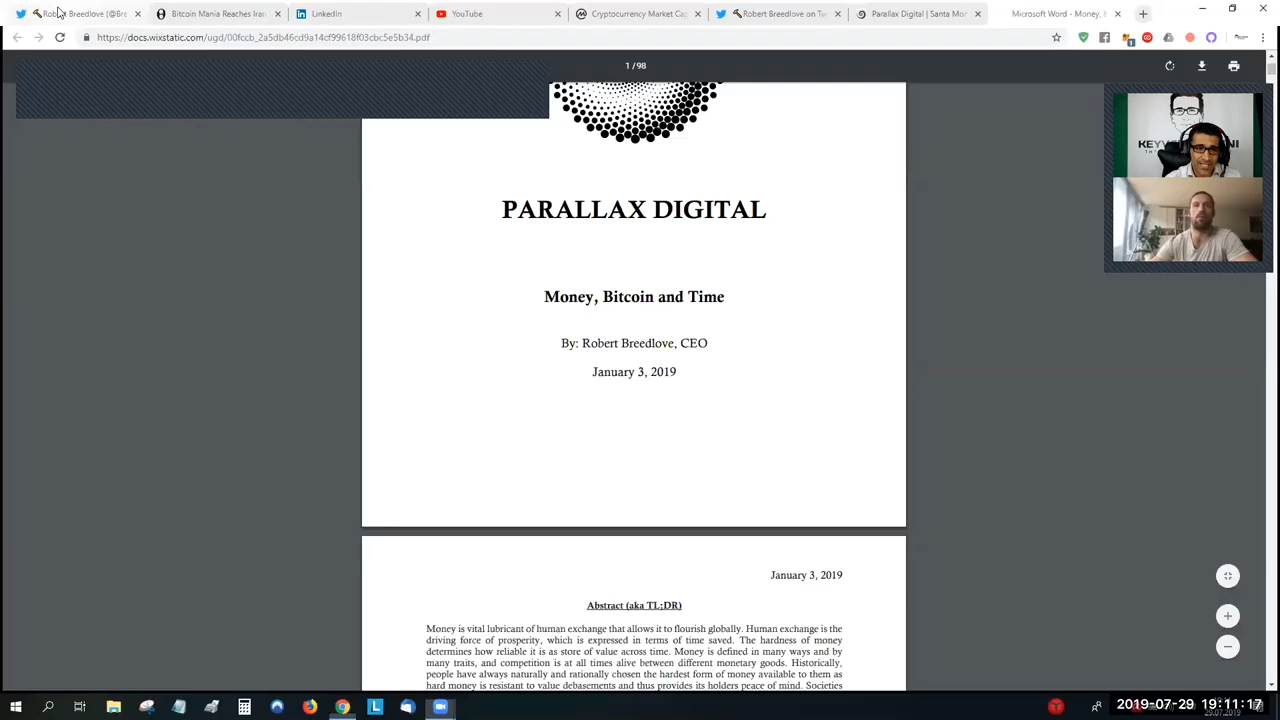 Robert Breedlove (@Bre
Bitcoin Mania Reaches Iran
LinkedIn
YouTube
Cryptocurrency Market Cap
Robert Breedlove on Tw
Parallax Digital | Santa Mo
Microsoft Word - Money, B
https://docs.wixstatic.com/ugd/00fccb_2a5db46cd9a14cf99618f03cbc5e5b34.pdf
1 / 98
PARALLAX DIGITAL
Money, Bitcoin and Time
By: Robert Breedlove, CEO
January 3, 2019
January 3, 2019
Abstract (aka TL;DR)
Money is vital lubricant of human exchange that allows it to flourish globally. Human exchange is the
driving force of prosperity, which is expressed in terms of time saved. The hardness of money
determines how reliable it is as store of value across time. Money is defined in many ways and by
many traits, and competition is at all times alive between different monetary goods. Historically,
people have always naturally and rationally chosen the hardest form of money available to them as
hard money is resistant to value debasements and thus provides its holders peace of mind. Societies
2019-07-29 19:11:17